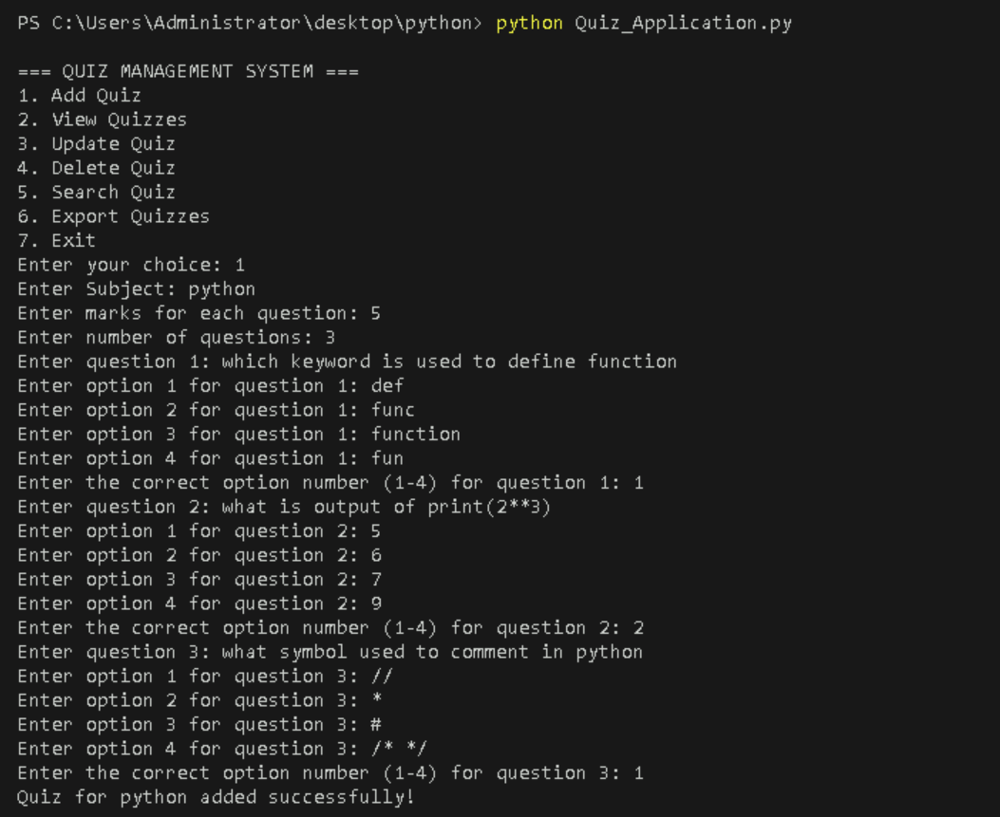 PS C:\Users\Administrator\desktop\python> python Quiz_Application.py
=== QUIZ MANAGEMENT SYSTEM ===
1. Add Quiz
2. View Quizzes
3. Update Quiz
4. Delete Quiz
5. Search Quiz
6. Export Quizzes
7. Exit
Enter your choice: 1
Enter Subject: python
Enter marks for each question: 5
Enter number of questions: 3
Enter question 1: which keyword is used to define function
Enter option 1 for question 1: def
Enter option 2 for question 1: func
Enter option 3 for question 1: function
Enter option 4 for question 1: fun
Enter the correct option number (1-4) for question 1: 1
Enter question 2: what is output of print(2**3)
Enter option 1 for question 2: 5
Enter option 2 for question 2: 6
Enter option 3 for question 2: 7
Enter option 4 for question 2: 9
Enter the correct option number (1-4) for question 2: 2
Enter question 3: what symbol used to comment in python
Enter option 1 for question 3: //
Enter option 2 for question 3: *
Enter option 3 for question 3: #
Enter option 4 for question 3: /* */
Enter the correct option number (1-4) for question 3: 1
Quiz for python added successfully!